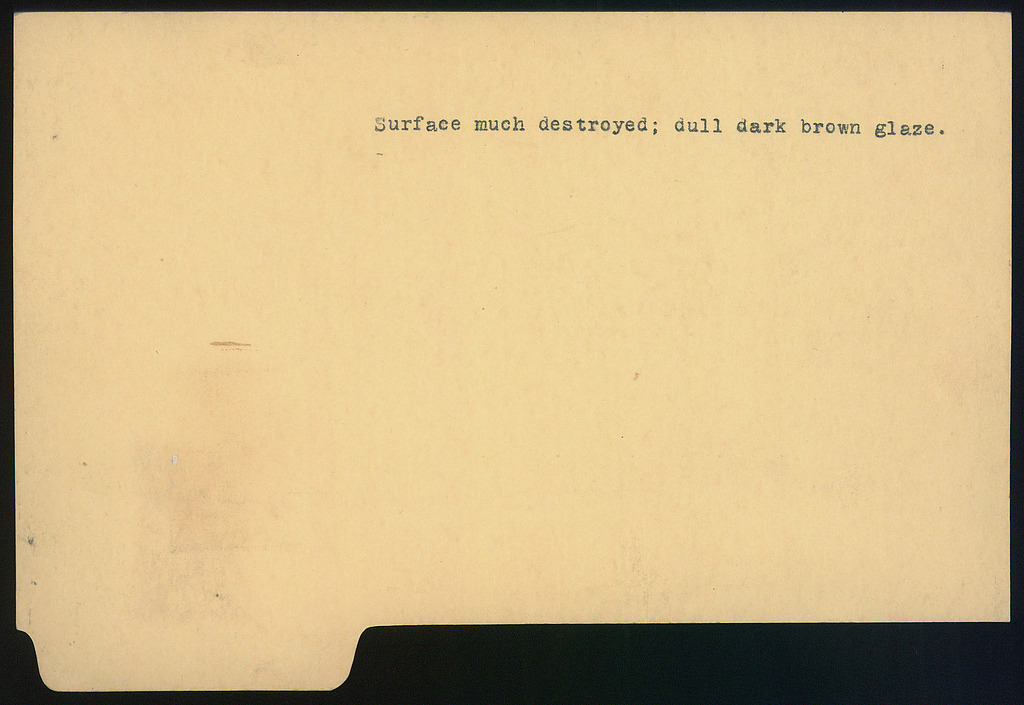 Surface much destroyed; dull dark brown glaze.